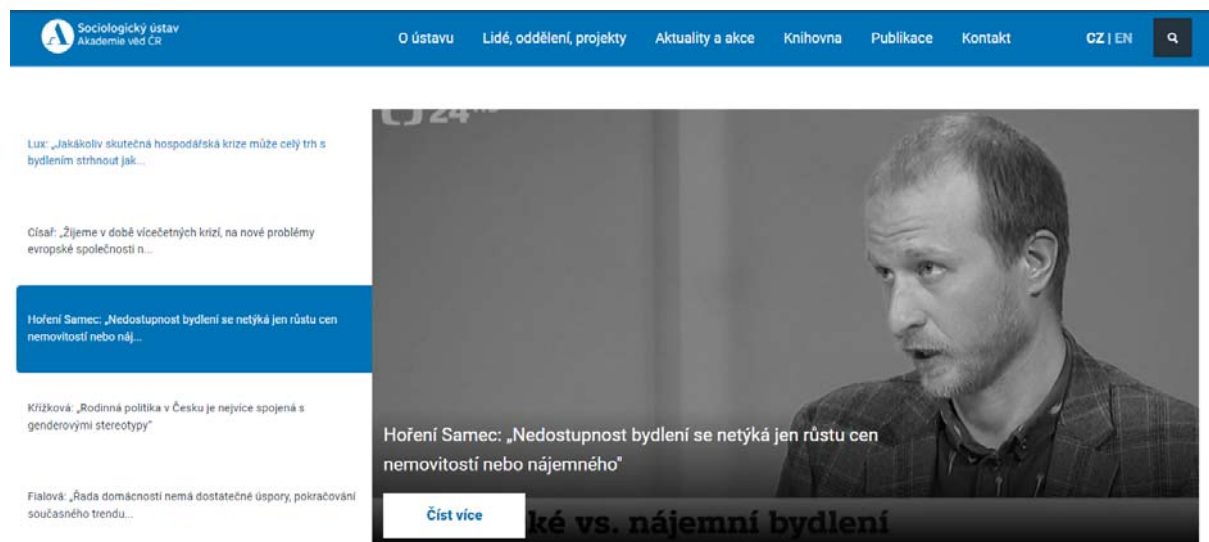 Sociologický ústav
Akademie věd ČR
O ústavu
Lidé, oddělení, projekty
Aktuality a akce
Knihovna
Publikace
Kontakt
CZ | EN
24
Lux: „Jakákoliv skutečná hospodářská krize může celý trh s
bydlením strhnout jak...
Císař: „Žijeme v době vícečetných krizí, na nové problémy
evropské společnosti n...
Hoření Samec: „Nedostupnost bydlení se netýká jen růstu cen
nemovitostí nebo náj...
Křížková: „Rodinná politika v Česku je nejvíce spojená s
genderovými stereotypy"
Fialová: „Řada domácností nemá dostatečné úspory, pokračování
současného trendu...
Hoření Samec: „Nedostupnost bydlení se netýká jen růstu cen
nemovitostí nebo nájemného"
Číst více
ké vs. nájemní bydlení